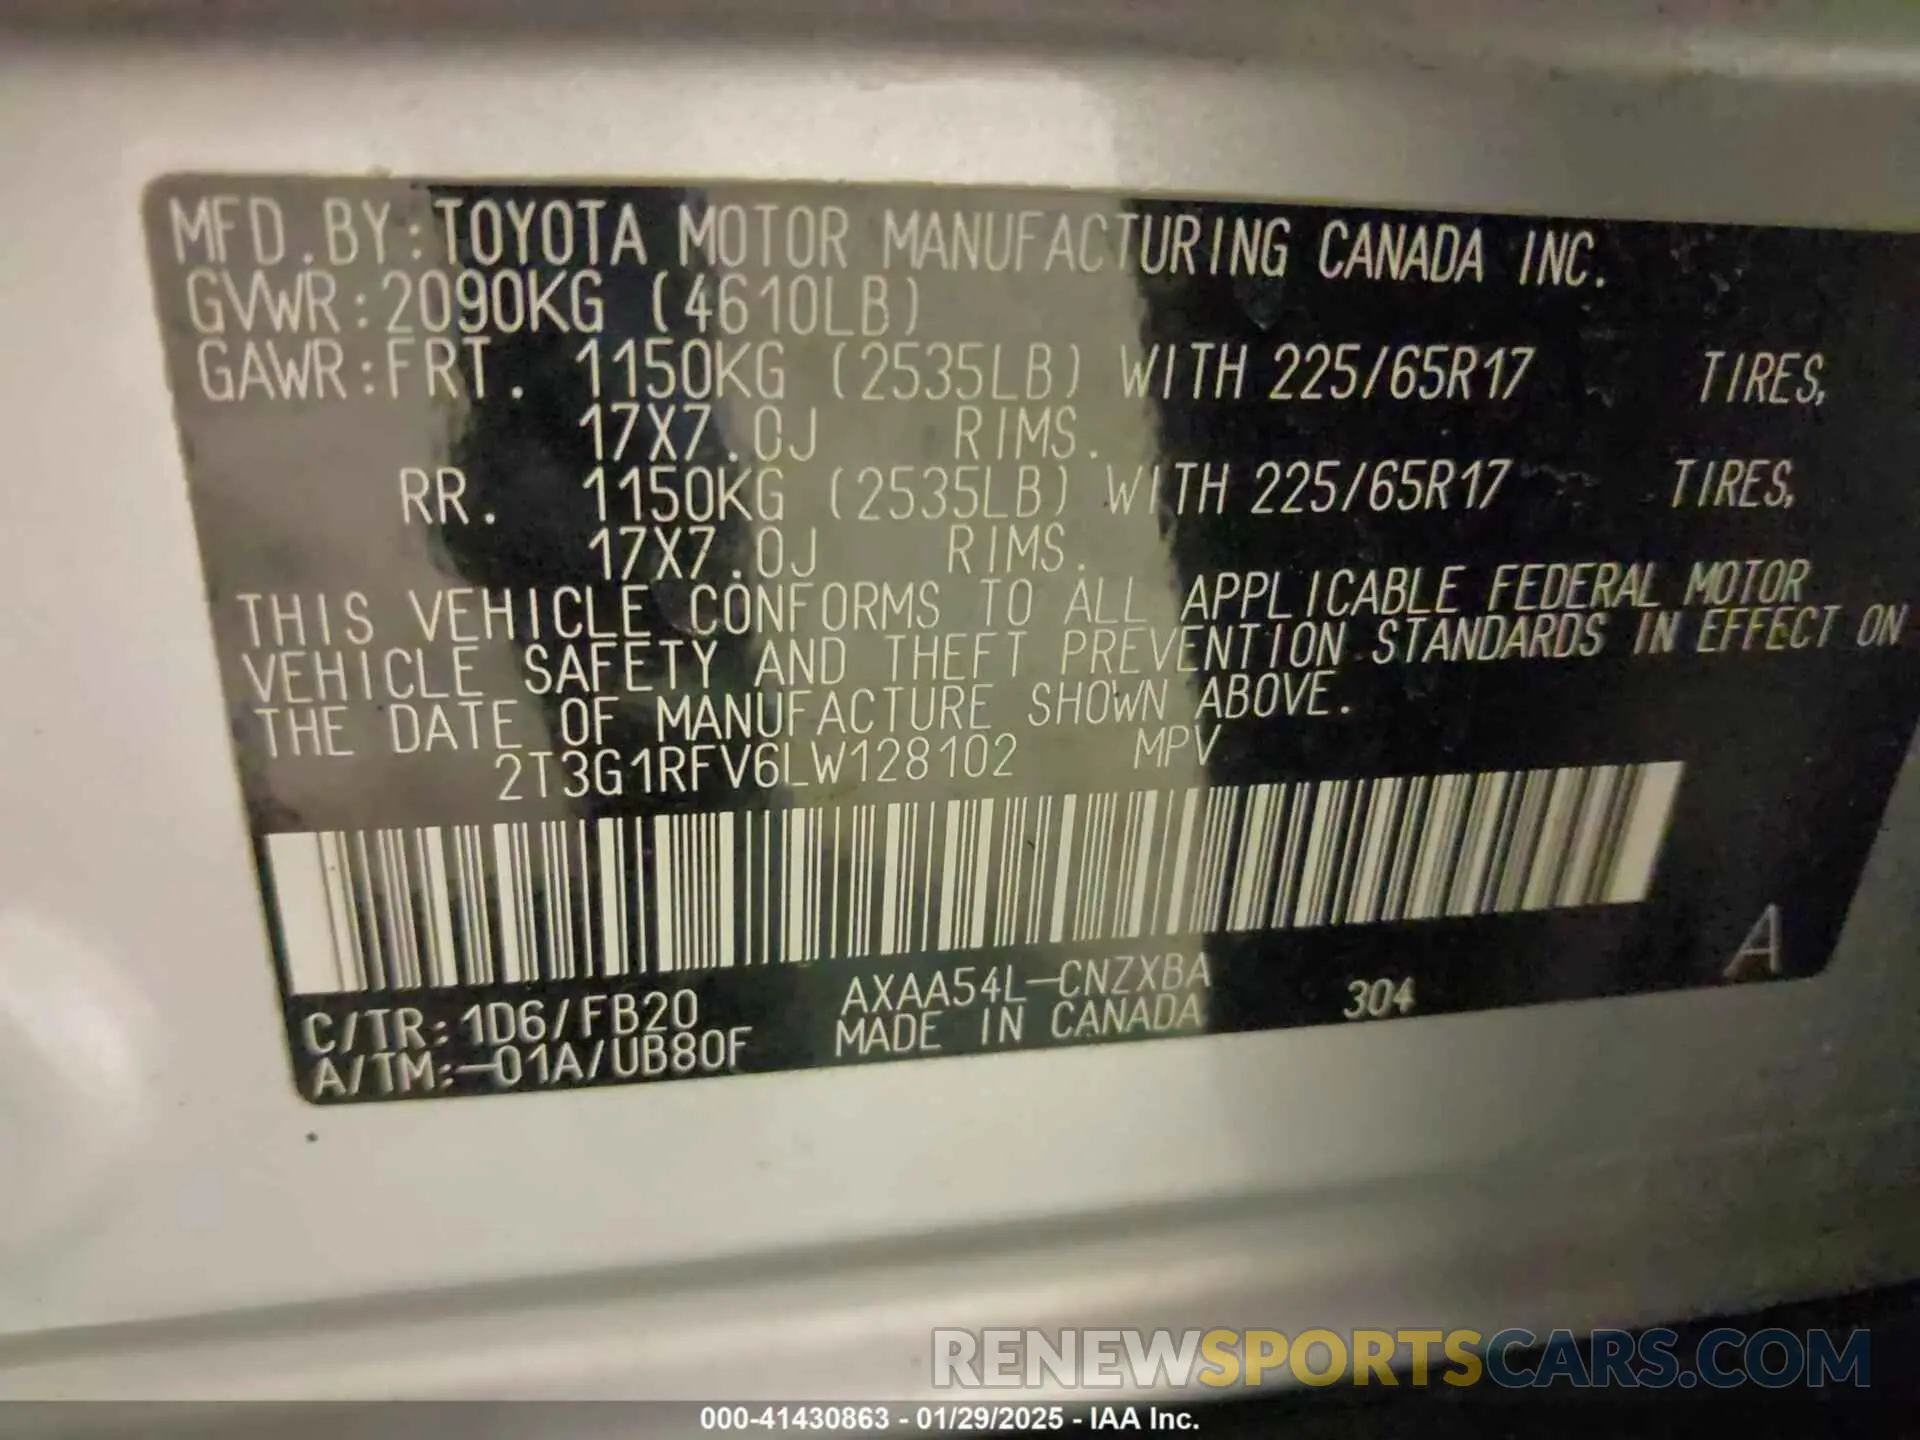 MFD.BY:TOYOTA MOTOR MANUFACTURING CANADA INC.
GVWR:2090KG (4610LB)
GAWR:FRT. 1150KG (2535LB) WITH 225/65R17 TIRES,
17X7.0J RIMS.
RR. 1150KG (2535LB) WITH 225/65R17 TIRES,
17X7.0J RIMS.
THIS VEHICLE CONFORMS TO ALL APPLICABLE FEDERAL MOTOR
VEHICLE SAFETY AND THEFT PREVENTION STANDARDS IN EFFECT ON
THE DATE OF MANUFACTURE SHOWN ABOVE.
2T3G1RFV6LW128102 MPV
A
C/TR:1D6/FB20 AXAA54L-CNZXBA 304
A/TM:-01A/UB80F MADE IN CANADA
RENEWSPORTSCARS.COM
000-41430863 - 01/29/2025 - IAA Inc.